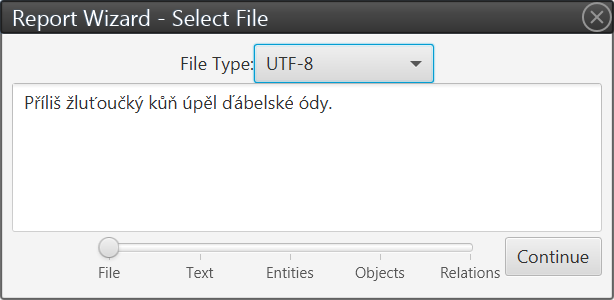 Report Wizard - Select File
File Type: UTF-8
Příliš žluťoučký kůň úpěl ďábelské ódy.
File Text Entities Objects Relations
Continue